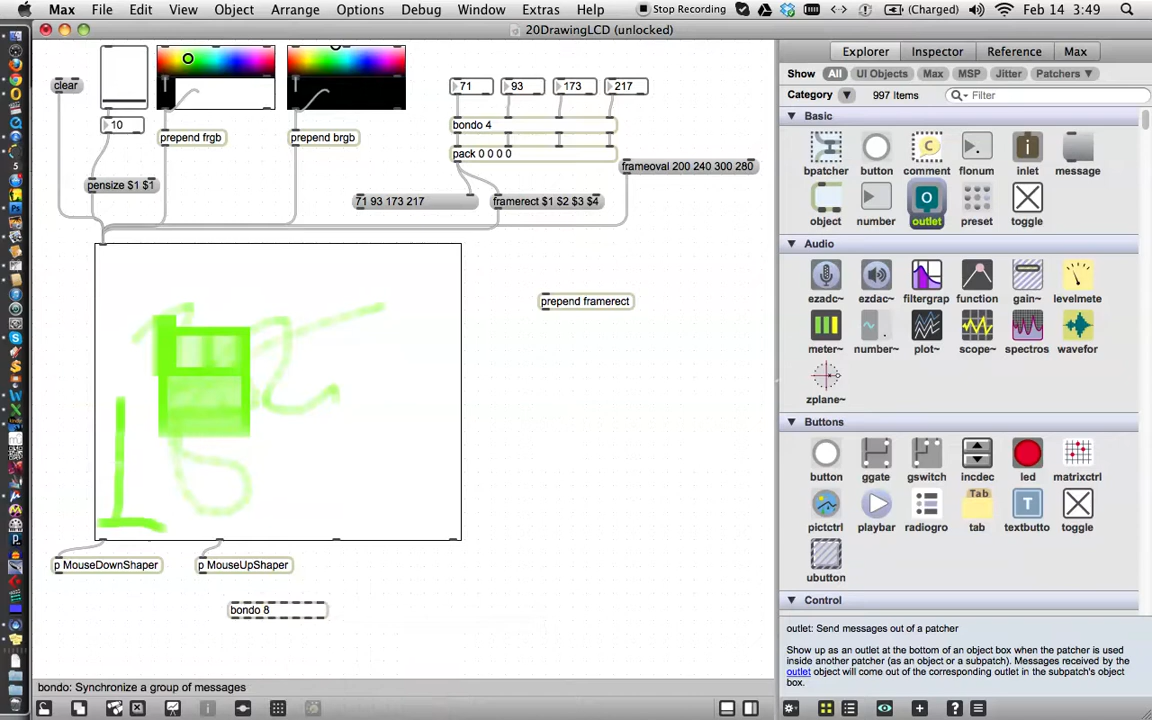 Max File Edit View Object Arrange Options Debug Window Extras Help Stop Recording (Charged) Feb 14 3:49
20DrawingLCD (unlocked)
clear
10
prepend frgb
prepend brgb
pensize $1 $1
71 93 173 217
bondo 4
pack 0 0 0 0
frameoval 200 240 300 280
71 93 173 217
framerect $1 $2 $3 $4
prepend framerect
p MouseDownShaper
p MouseUpShaper
bondo 8
bondo: Synchronize a group of messages
Explorer Inspector Reference Max
Show All UI Objects Max MSP Jitter Patchers ▼
Category ▼ 997 Items Filter
Basic
bpatcher button comment flonum inlet message
object number outlet preset toggle
Audio
ezadc~ ezdac~ filtergrap function gain~ levelmete
meter~ number~ plot~ scope~ spectros wavefor
zplane~
Buttons
button ggate gswitch incdec led matrixctrl
pictctrl playbar radiogro tab textbutto toggle
ubutton
Control
outlet: Send messages out of a patcher
Show up as an outlet at the bottom of an object box when the patcher is used
inside another patcher (as an object or a subpatch). Messages received by the
outlet object will come out of the corresponding outlet in the subpatch's object
box.